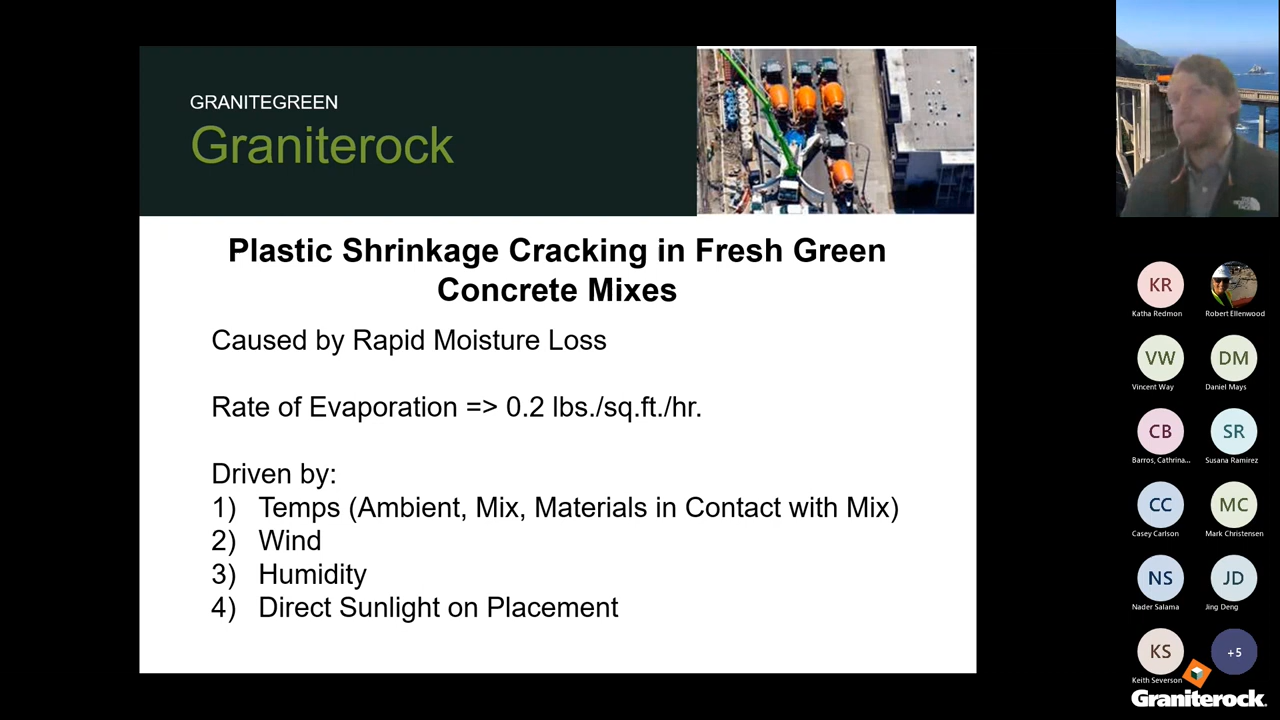 GRANITEGREEN
Graniterock
Plastic Shrinkage Cracking in Fresh Green
Concrete Mixes
Caused by Rapid Moisture Loss
Rate of Evaporation => 0.2 lbs./sq.ft./hr.
Driven by:
1) Temps (Ambient, Mix, Materials in Contact with Mix)
2) Wind
3) Humidity
4) Direct Sunlight on Placement
THE NORTH FACE
KR
Katha Redmon
Robert Ellenwood
VW
Vincent Way
DM
Daniel Mays
CB
Barros, Cathrina...
SR
Susana Ramirez
CC
Casey Carlson
MC
Mark Christensen
NS
Nader Salama
JD
Jing Deng
KS
Keith Severson
+5
Graniterock.